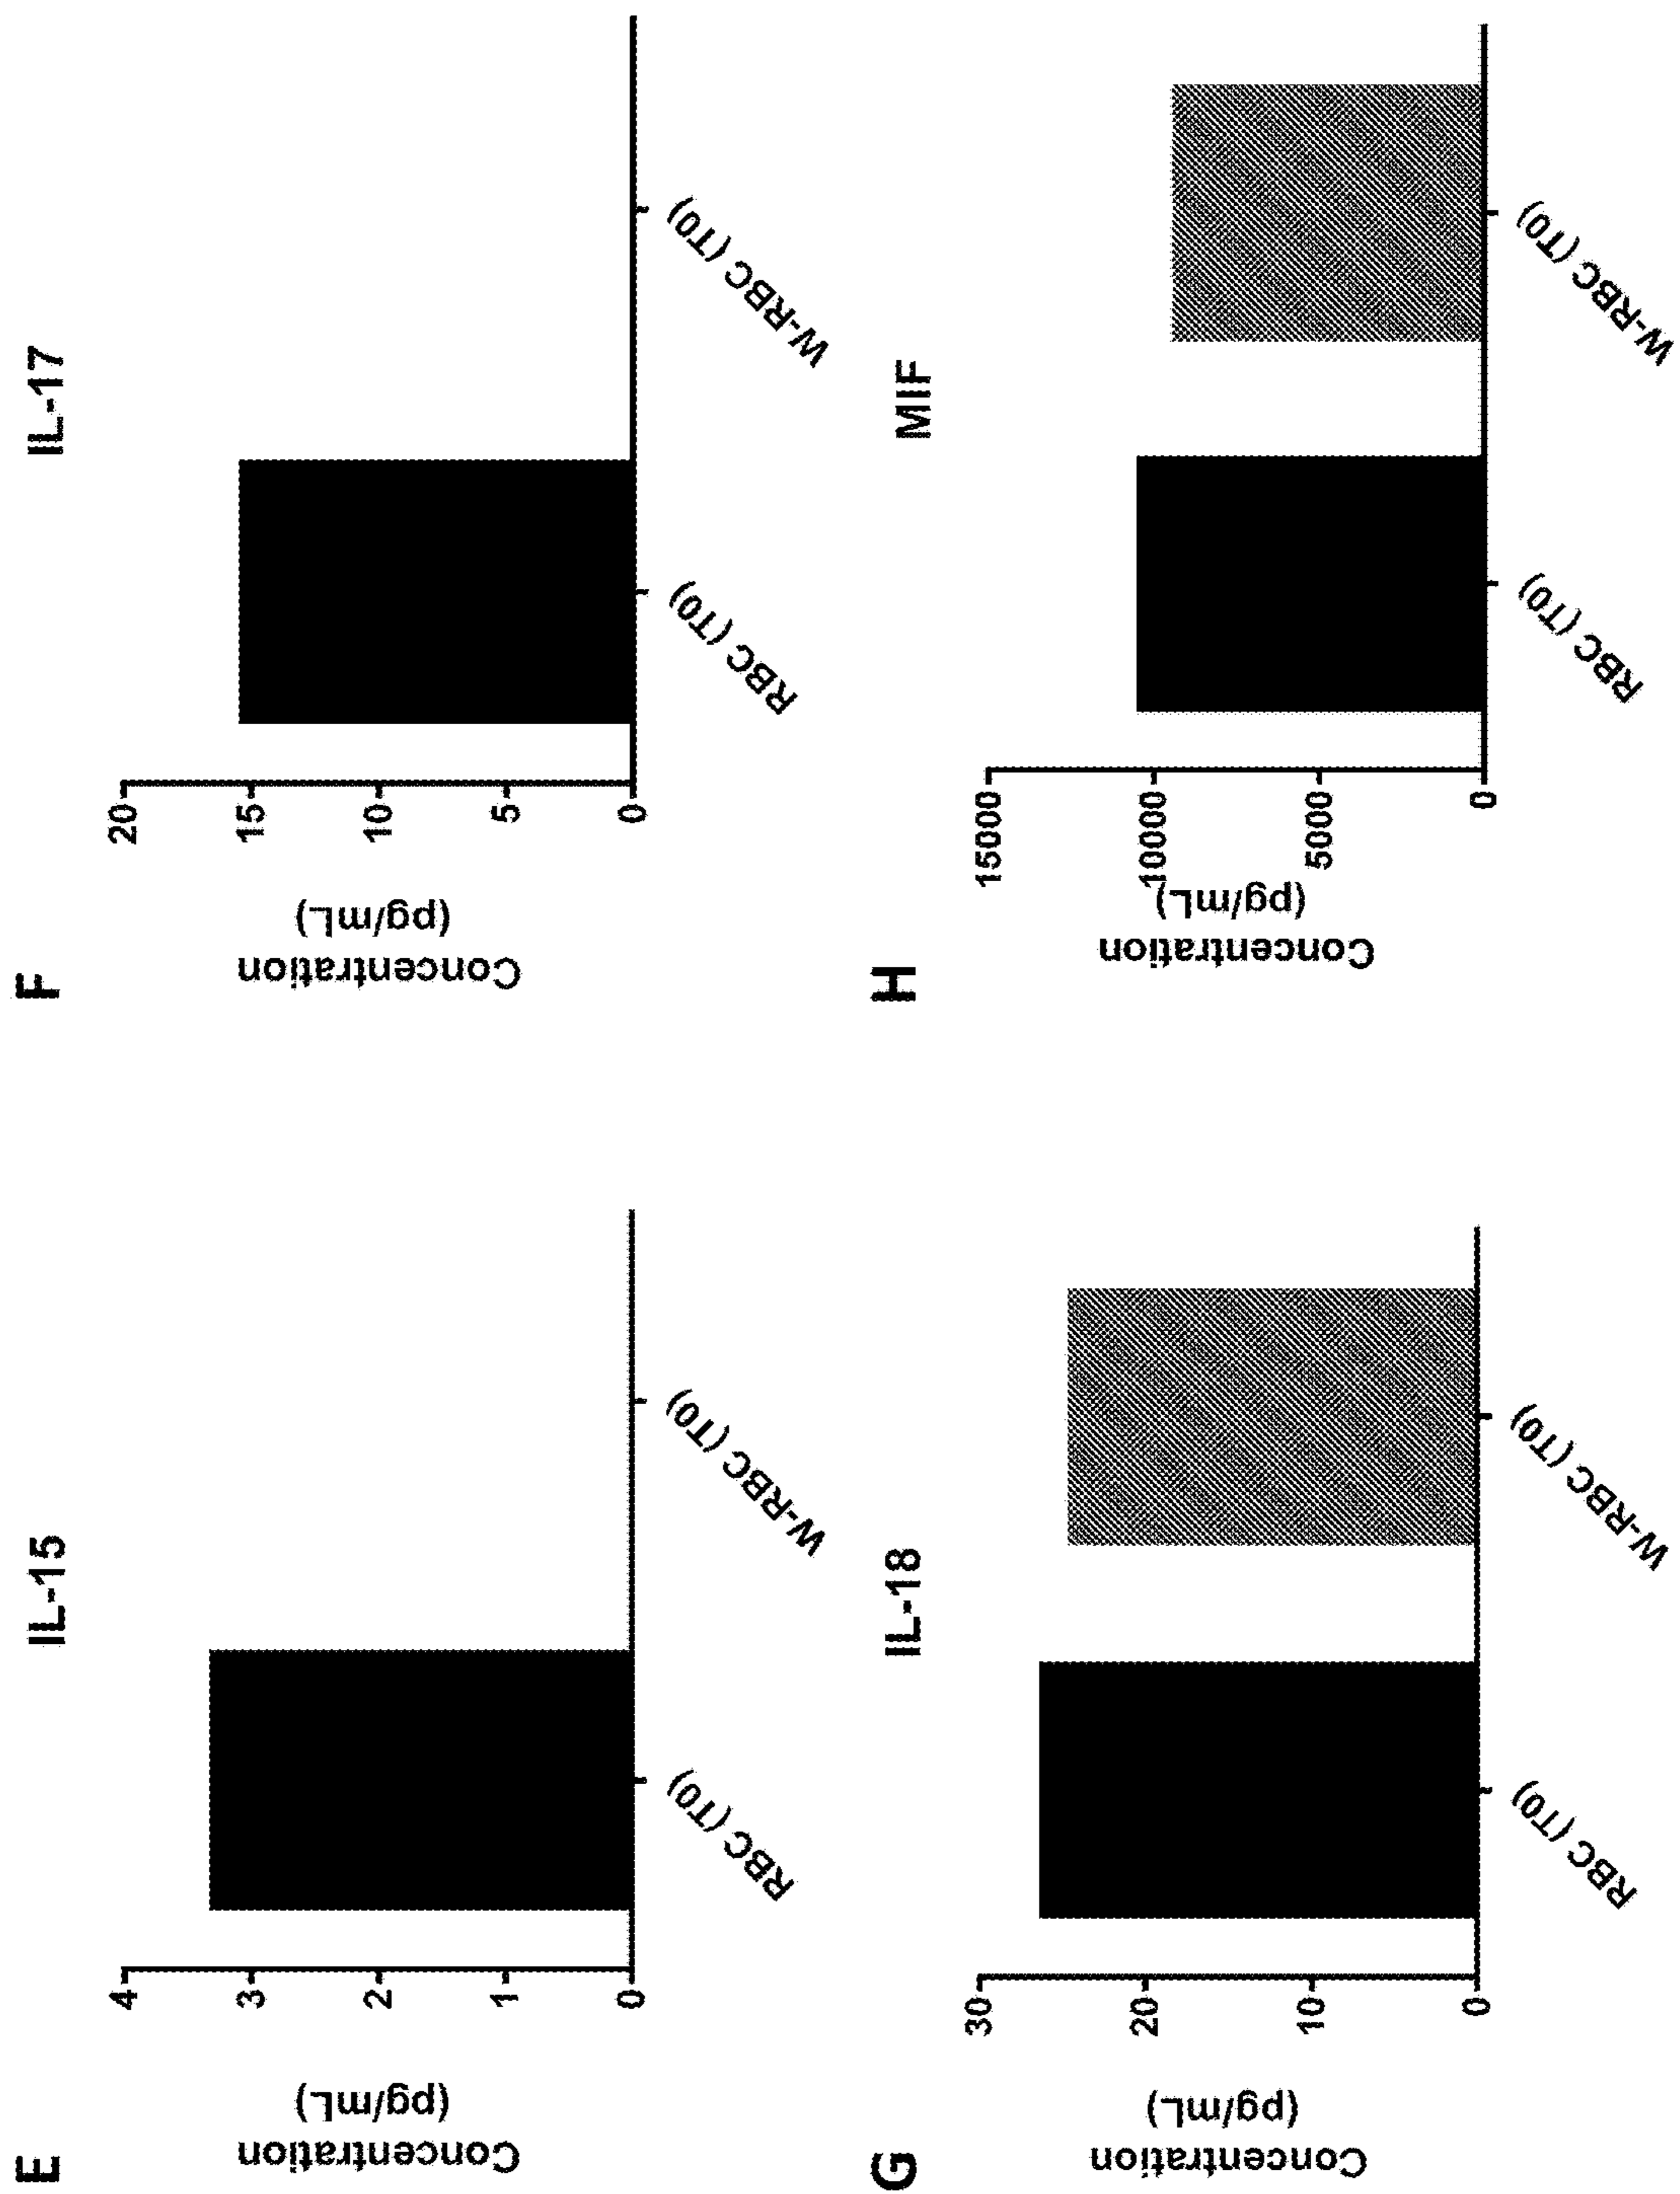 E
IL-15
Concentration
(pg/mL)
4
3
2
1
0
RBC (T0)
W-RBC (T0)
F
IL-17
Concentration
(pg/mL)
20
15
10
5
0
RBC (T0)
W-RBC (T0)
G
IL-18
Concentration
(pg/mL)
30
20
10
0
RBC (T0)
W-RBC (T0)
H
MIF
Concentration
(pg/mL)
15000
10000
5000
0
RBC (T0)
W-RBC (T0)